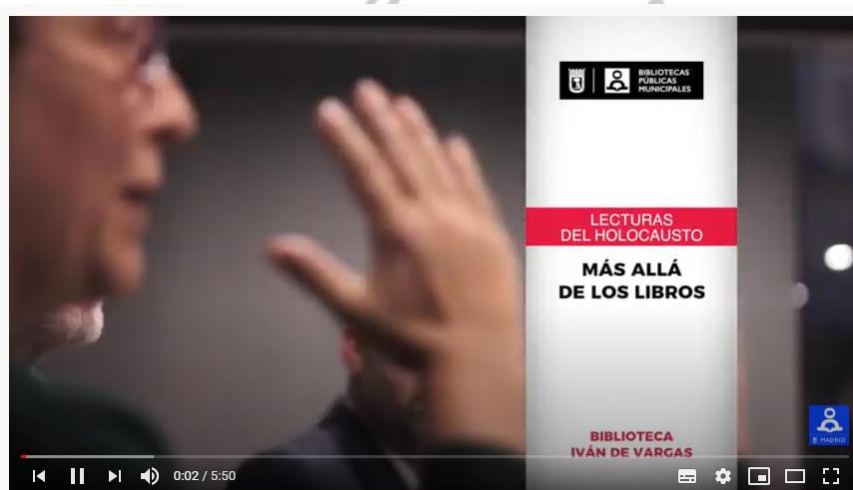 BIBLIOTECAS
PÚBLICAS
MUNICIPALES
LECTURAS
DEL HOLOCAUSTO
MÁS ALLÁ
DE LOS LIBROS
BIBLIOTECA
IVÁN DE VARGAS
MADRID
0:02 / 5:50